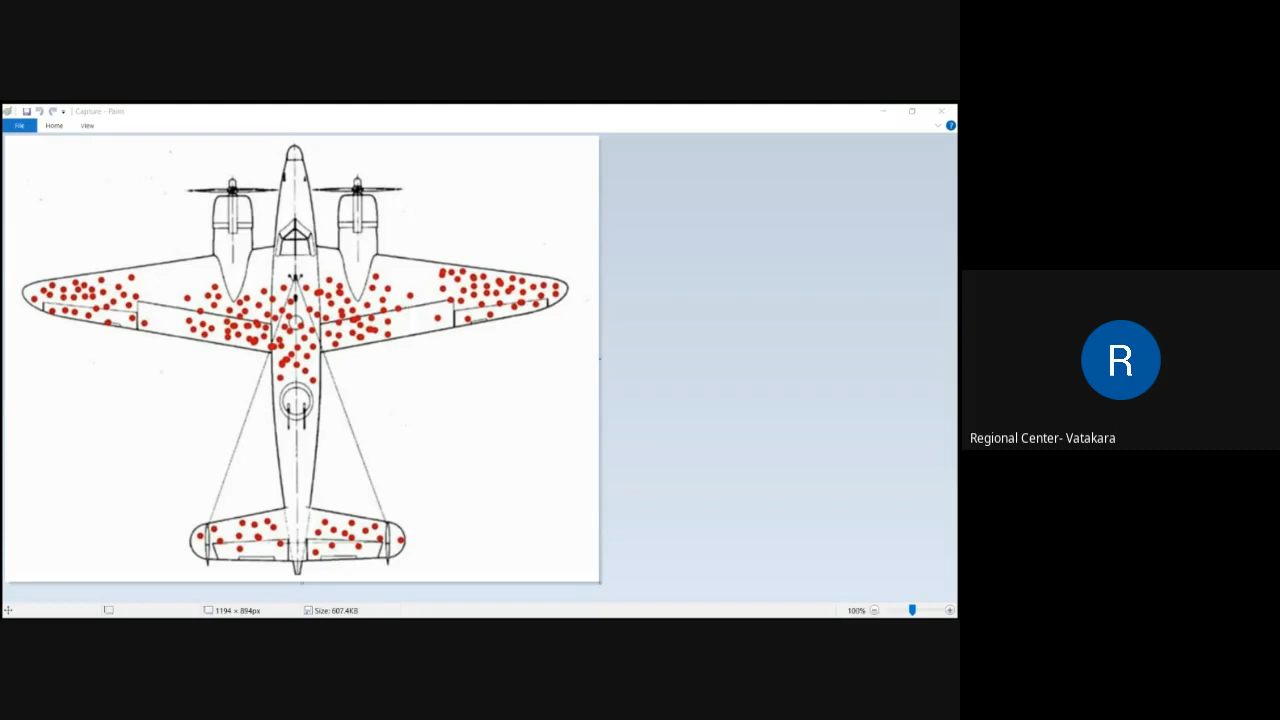 Capture - Paint
File Home View
R
Regional Center- Vatakara
1194 × 894px Size: 607.4KB 100%